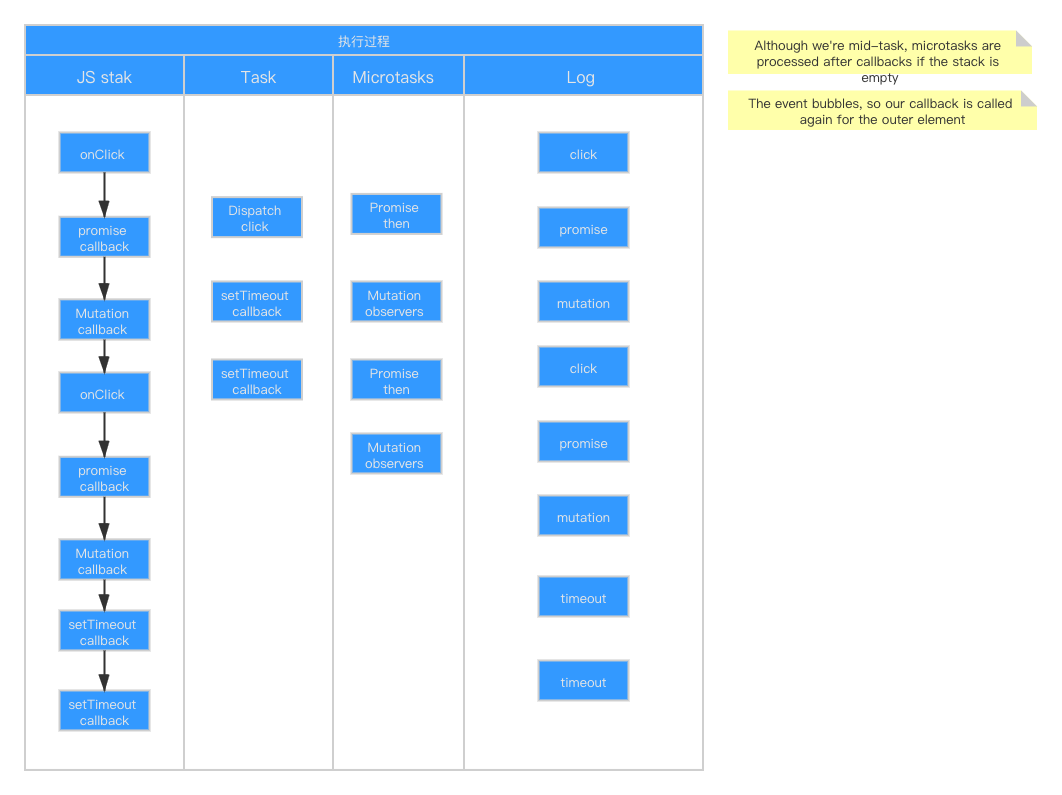 执行过程
JS stak
Task
Microtasks
Log
onClick
promise
callback
Mutation
callback
onClick
promise
callback
Mutation
callback
setTimeout
callback
setTimeout
callback
Dispatch
click
setTimeout
callback
setTimeout
callback
Promise
then
Mutation
observers
Promise
then
Mutation
observers
click
promise
mutation
click
promise
mutation
timeout
timeout
Although we're mid-task, microtasks are
processed after callbacks if the stack is
empty
The event bubbles, so our callback is called
again for the outer element